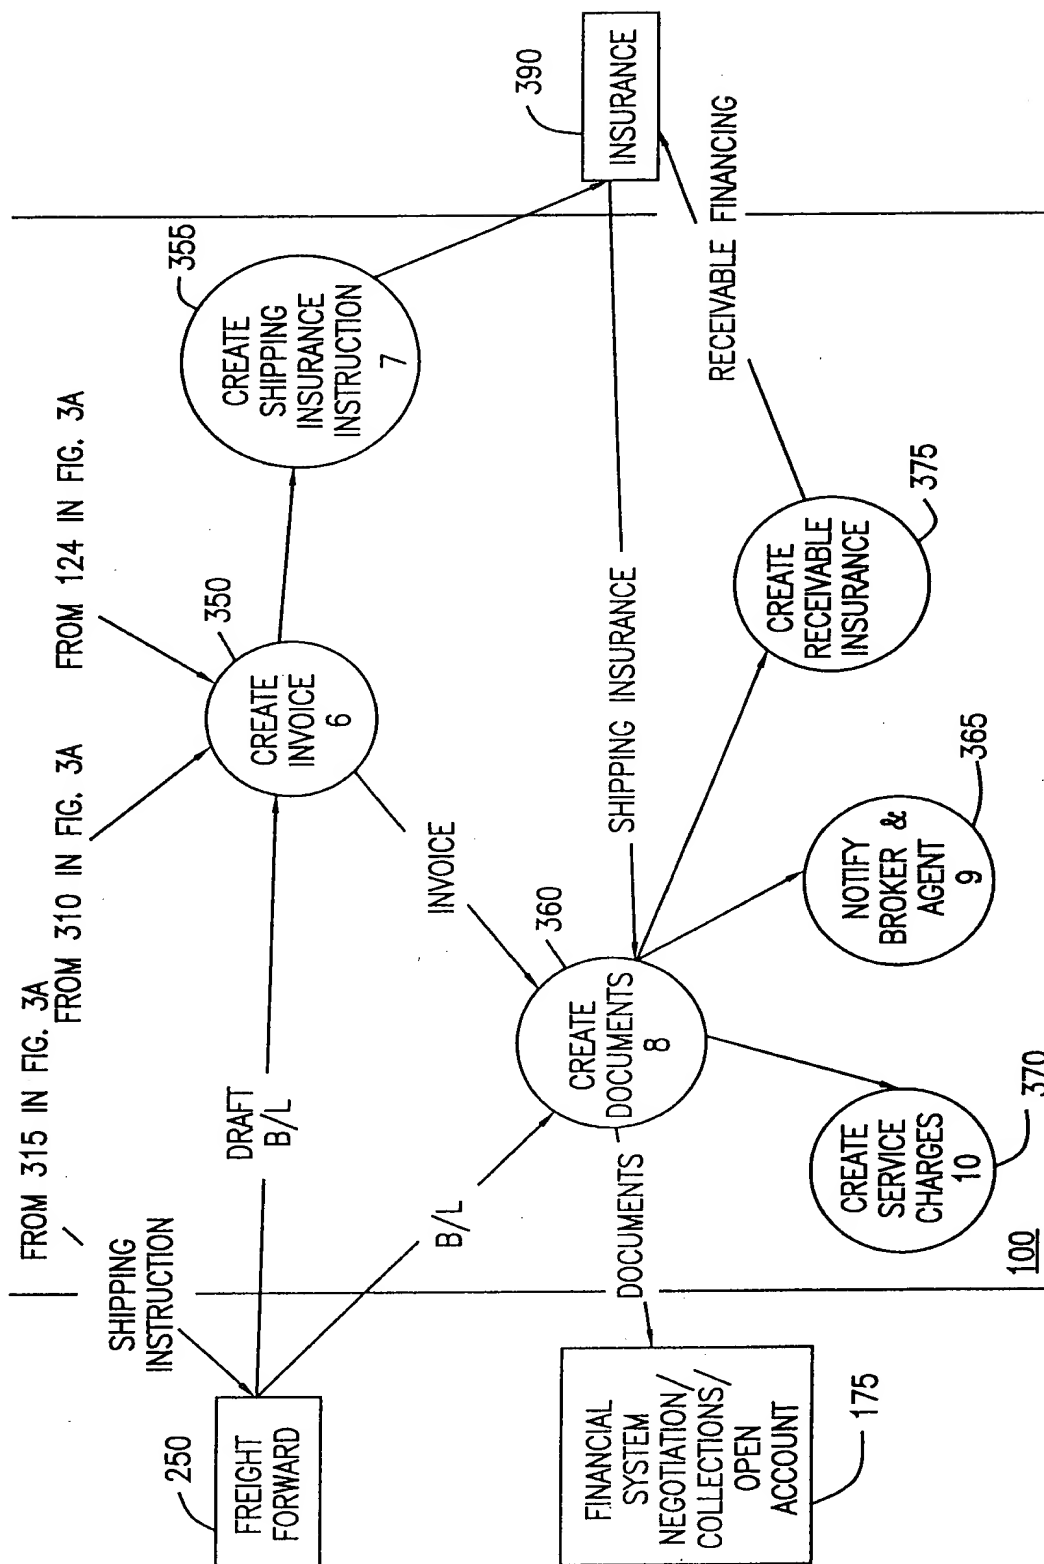 FROM 315 IN FIG. 3A
FROM 310 IN FIG. 3A
FROM 124 IN FIG. 3A
SHIPPING
INSTRUCTION
250
FREIGHT
FORWARD
DRAFT
B/L
350
CREATE
INVOICE
6
355
CREATE
SHIPPING
INSURANCE
INSTRUCTION
7
390
INSURANCE
B/L
INVOICE
360
CREATE
DOCUMENTS
8
SHIPPING INSURANCE
RECEIVABLE FINANCING
DOCUMENTS
FINANCIAL
SYSTEM
NEGOTIATION/
COLLECTIONS/
OPEN
ACCOUNT
175
CREATE
SERVICE
CHARGES
10
370
NOTIFY
BROKER &
AGENT
9
365
CREATE
RECEIVABLE
INSURANCE
375
100